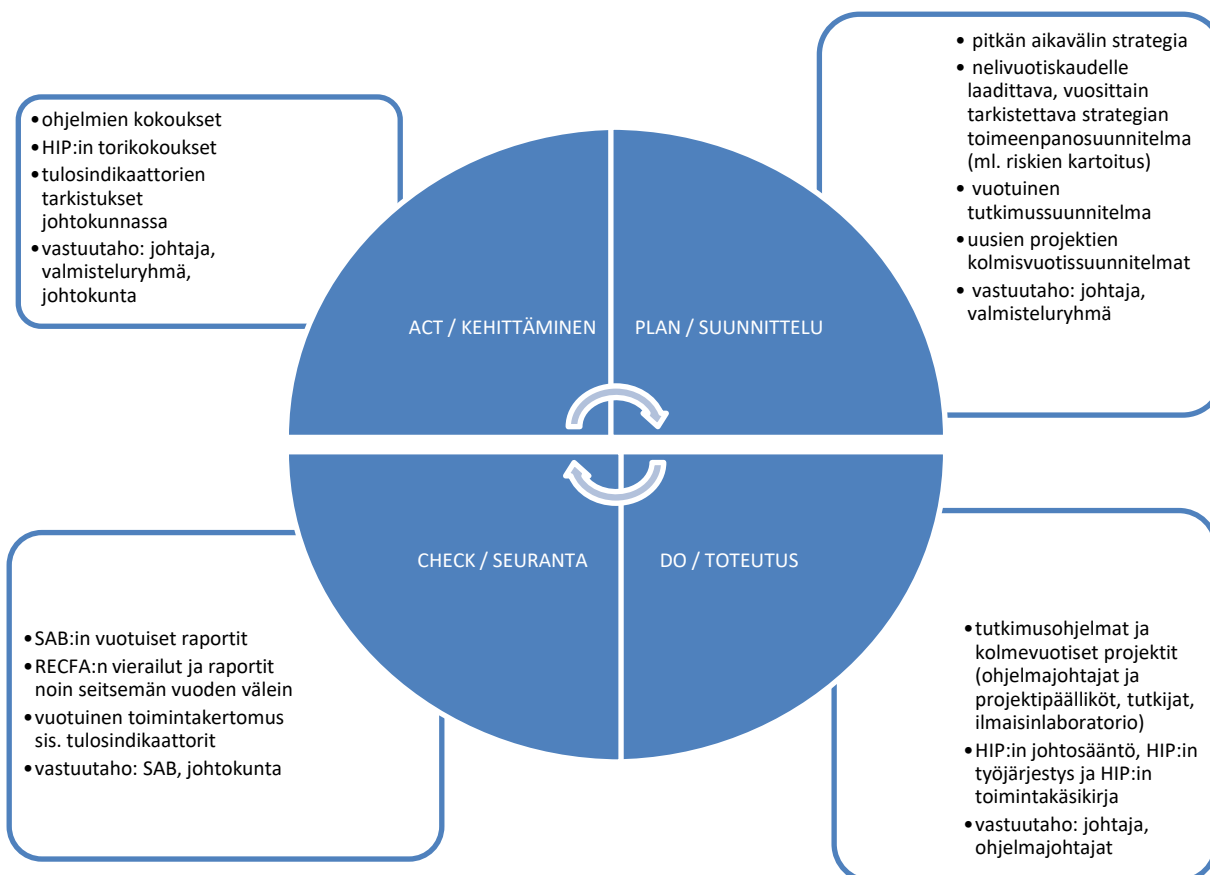 •ohjelmien kokoukset
•HIP:in torikokoukset
•tulosindikaattorien
tarkistukset
johtokunnassa
•vastuutaho: johtaja,
valmisteluryhmä,
johtokunta
• pitkän aikavälin strategia
• nelivuotiskaudelle
laadittava, vuosittain
tarkistettava strategian
toimeenpanosuunnitelma
(ml. riskien kartoitus)
• vuotuinen
tutkimussuunnitelma
•uusien projektien
kolmisvuotissuunnitelmat
• vastuutaho: johtaja,
valmisteluryhmä
ACT / KEHITTÄMINEN
PLAN / SUUNNITTELU
CHECK / SEURANTA
DO / TOTEUTUS
•SAB:in vuotuiset raportit
•RECFA:n vierailut ja raportit
noin seitsemän vuoden välein
•vuotuinen toimintakertomus
sis. tulosindikaattorit
•vastuutaho: SAB, johtokunta
•tutkimusohjelmat ja
kolmevuotiset projektit
(ohjelmajohtajat ja
projektipäälliköt, tutkijat,
ilmaisinlaboratorio)
•HIP:in johtosääntö, HIP:in
työjärjestys ja HIP:in
toimintakäsikirja
•vastuutaho: johtaja,
ohjelmajohtajat